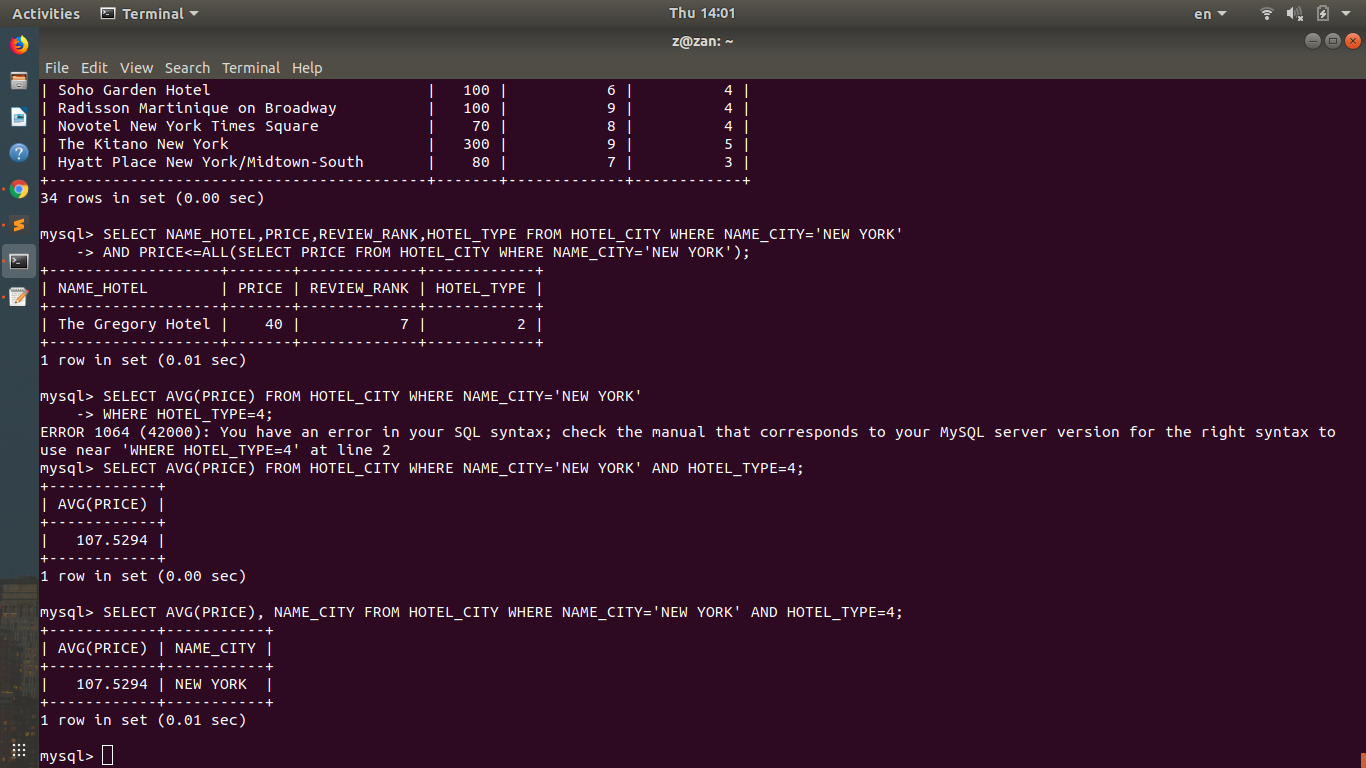 Activities Terminal Thu 14:01 en
z@zan: ~
File Edit View Search Terminal Help
| Soho Garden Hotel                        |   100 |           6 |          4 |
| Radisson Martinique on Broadway          |   100 |           9 |          4 |
| Novotel New York Times Square            |    70 |           8 |          4 |
| The Kitano New York                      |   300 |           9 |          5 |
| Hyatt Place New York/Midtown-South       |    80 |           7 |          3 |
+------------------------------------------+-------+-------------+------------+
34 rows in set (0.00 sec)
mysql> SELECT NAME_HOTEL,PRICE,REVIEW_RANK,HOTEL_TYPE FROM HOTEL_CITY WHERE NAME_CITY='NEW YORK'
    -> AND PRICE<=ALL(SELECT PRICE FROM HOTEL_CITY WHERE NAME_CITY='NEW YORK');
+-------------------+-------+-------------+------------+
| NAME_HOTEL        | PRICE | REVIEW_RANK | HOTEL_TYPE |
+-------------------+-------+-------------+------------+
| The Gregory Hotel |    40 |           7 |          2 |
+-------------------+-------+-------------+------------+
1 row in set (0.01 sec)
mysql> SELECT AVG(PRICE) FROM HOTEL_CITY WHERE NAME_CITY='NEW YORK'
    -> WHERE HOTEL_TYPE=4;
ERROR 1064 (42000): You have an error in your SQL syntax; check the manual that corresponds to your MySQL server version for the right syntax to
use near 'WHERE HOTEL_TYPE=4' at line 2
mysql> SELECT AVG(PRICE) FROM HOTEL_CITY WHERE NAME_CITY='NEW YORK' AND HOTEL_TYPE=4;
+------------+
| AVG(PRICE) |
+------------+
|   107.5294 |
+------------+
1 row in set (0.00 sec)
mysql> SELECT AVG(PRICE), NAME_CITY FROM HOTEL_CITY WHERE NAME_CITY='NEW YORK' AND HOTEL_TYPE=4;
+------------+-----------+
| AVG(PRICE) | NAME_CITY |
+------------+-----------+
|   107.5294 | NEW YORK  |
+------------+-----------+
1 row in set (0.01 sec)
mysql>